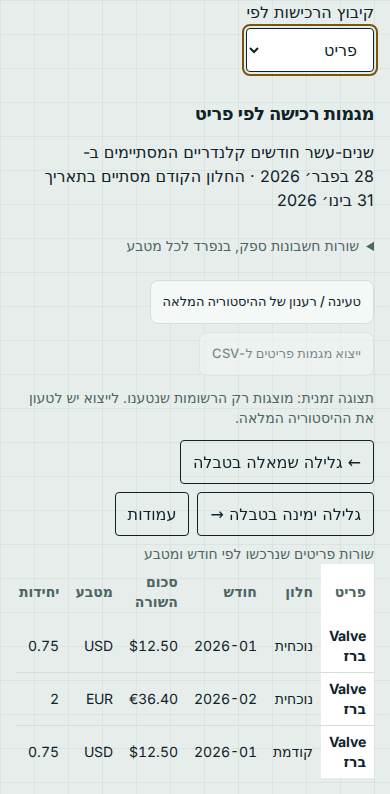 קיבוץ הרכישות לפי
פריט
מגמות רכישה לפי פריט
שנים-עשר חודשים קלנדריים המסתיימים ב-
28 בפבר׳ 2026 · החלון הקודם מסתיים בתאריך
31 בינו׳ 2026
◀ שורות חשבונות ספק, בנפרד לכל מטבע
טעינה / רענון של ההיסטוריה המלאה
ייצוא מגמות פריטים ל-CSV
תצוגה זמנית: מוצגות רק הרשומות שנטענו. לייצוא יש לטעון
את ההיסטוריה המלאה.
← גלילה שמאלה בטבלה
גלילה ימינה בטבלה →
עמודות
שורות פריטים שנרכשו לפי חודש ומטבע
פריט חלון חודש סכום השורה מטבע יחידות
Valve ברז נוכחית 2026-01 $12.50 USD 0.75
Valve ברז נוכחית 2026-02 €36.40 EUR 2
Valve ברז קודמת 2026-01 $12.50 USD 0.75